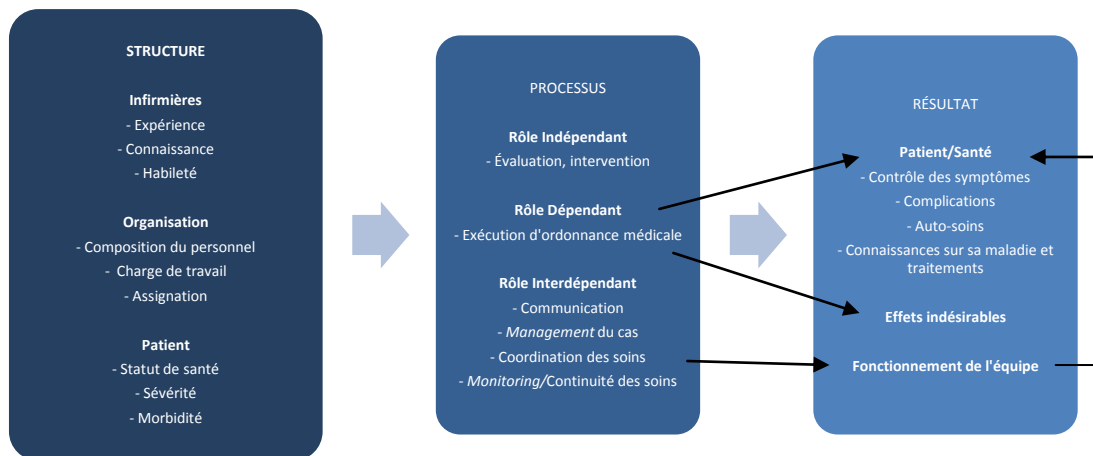 STRUCTURE
Infirmières
- Expérience
- Connaissance
- Habileté
Organisation
- Composition du personnel
- Charge de travail
- Assignation
Patient
- Statut de santé
- Sévérité
- Morbidité
PROCESSUS
Rôle Indépendant
- Évaluation, intervention
Rôle Dépendant
- Exécution d'ordonnance médicale
Rôle Interdépendant
- Communication
- Management du cas
- Coordination des soins
- Monitoring/Continuité des soins
RÉSULTAT
Patient/Santé
- Contrôle des symptômes
- Complications
- Auto-soins
- Connaissances sur sa maladie et
traitements
Effets indésirables
Fonctionnement de l'équipe